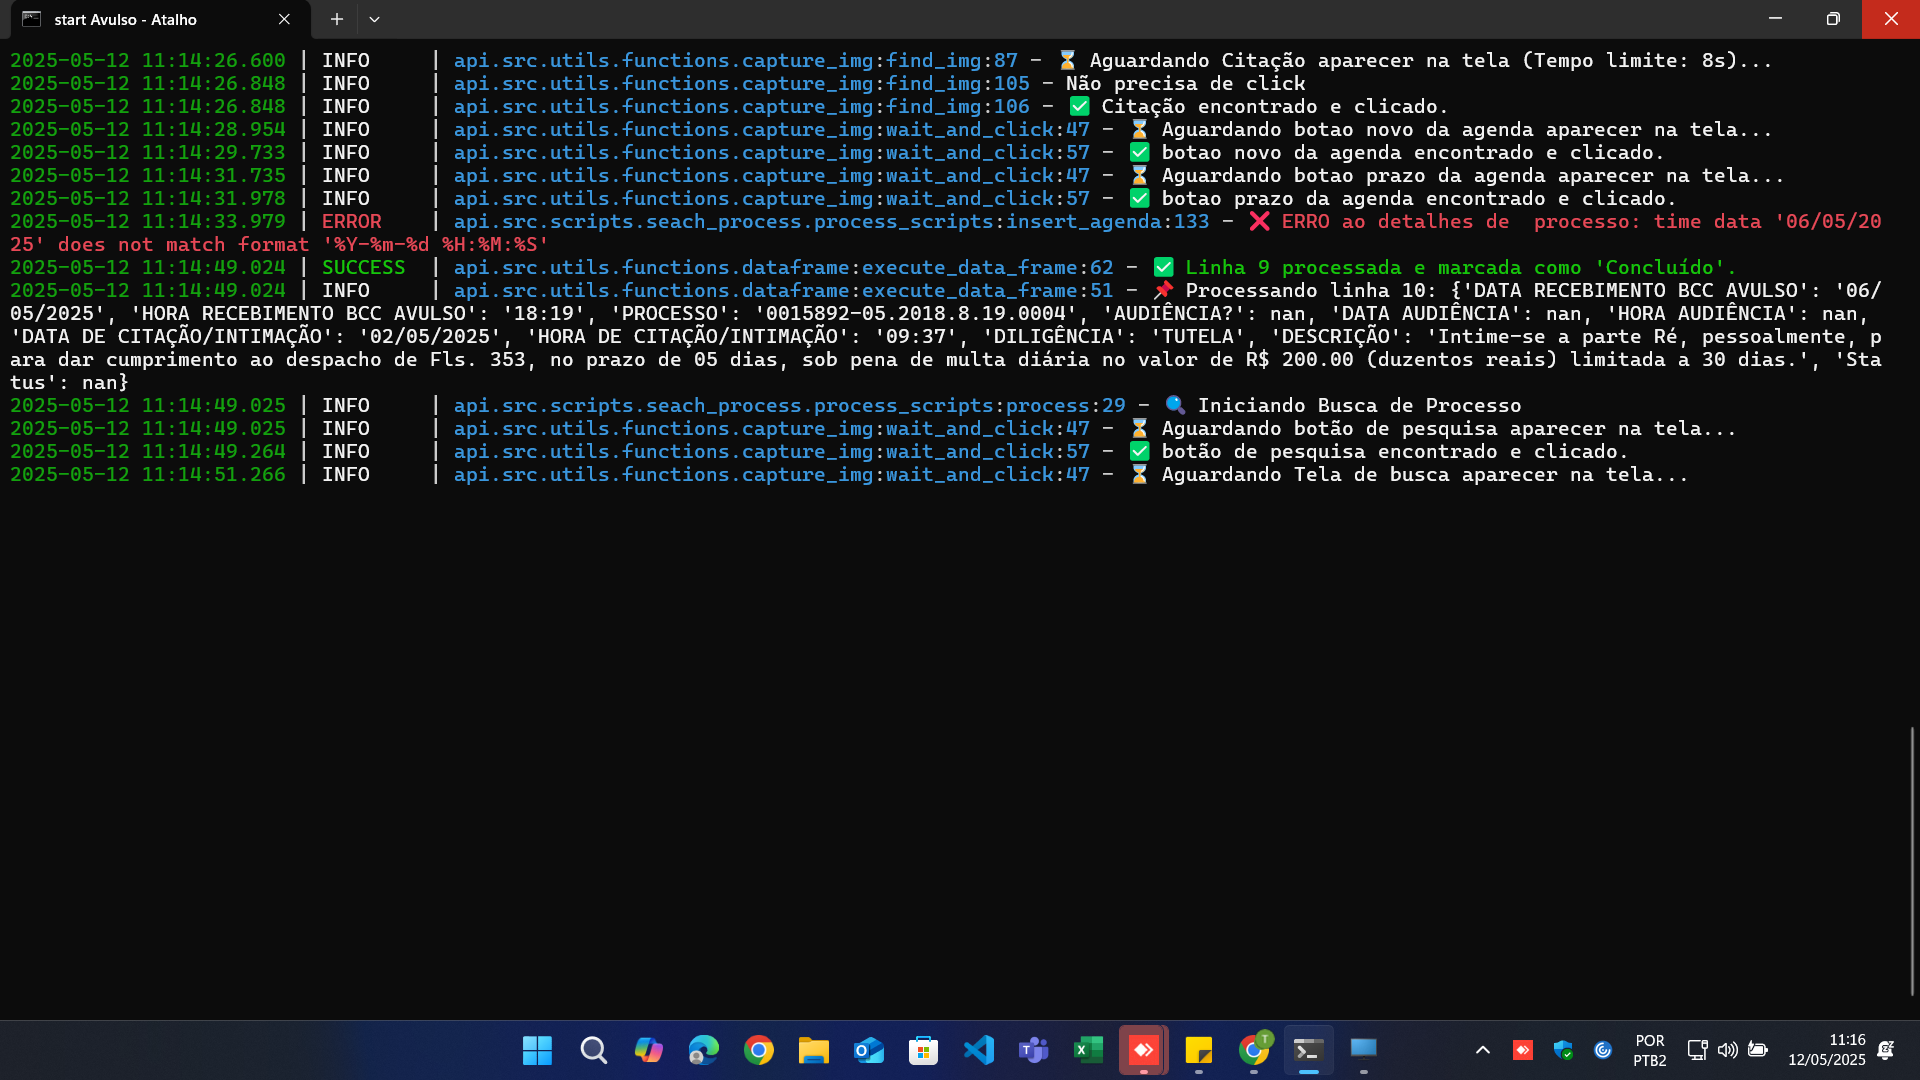 start Avulso - Atalho
2025-05-12 11:14:26.600 | INFO     | api.src.utils.functions.capture_img:find_img:87 - ⏳ Aguardando Citação aparecer na tela (Tempo limite: 8s)...
2025-05-12 11:14:26.848 | INFO     | api.src.utils.functions.capture_img:find_img:105 - Não precisa de click
2025-05-12 11:14:26.848 | INFO     | api.src.utils.functions.capture_img:find_img:106 - ✅ Citação encontrado e clicado.
2025-05-12 11:14:28.954 | INFO     | api.src.utils.functions.capture_img:wait_and_click:47 - ⏳ Aguardando botao novo da agenda aparecer na tela...
2025-05-12 11:14:29.733 | INFO     | api.src.utils.functions.capture_img:wait_and_click:57 - ✅ botao novo da agenda encontrado e clicado.
2025-05-12 11:14:31.735 | INFO     | api.src.utils.functions.capture_img:wait_and_click:47 - ⏳ Aguardando botao prazo da agenda aparecer na tela...
2025-05-12 11:14:31.978 | INFO     | api.src.utils.functions.capture_img:wait_and_click:57 - ✅ botao prazo da agenda encontrado e clicado.
2025-05-12 11:14:33.979 | ERROR    | api.src.scripts.seach_process.process_scripts:insert_agenda:133 - ❌ ERRO ao detalhes de  processo: time data '06/05/20
25' does not match format '%Y-%m-%d %H:%M:%S'
2025-05-12 11:14:49.024 | SUCCESS  | api.src.utils.functions.dataframe:execute_data_frame:62 - ✅ Linha 9 processada e marcada como 'Concluído'.
2025-05-12 11:14:49.024 | INFO     | api.src.utils.functions.dataframe:execute_data_frame:51 - 📌 Processando linha 10: {'DATA RECEBIMENTO BCC AVULSO': '06/
05/2025', 'HORA RECEBIMENTO BCC AVULSO': '18:19', 'PROCESSO': '0015892-05.2018.8.19.0004', 'AUDIÊNCIA?': nan, 'DATA AUDIÊNCIA': nan, 'HORA AUDIÊNCIA': nan,
'DATA DE CITAÇÃO/INTIMAÇÃO': '02/05/2025', 'HORA DE CITAÇÃO/INTIMAÇÃO': '09:37', 'DILIGÊNCIA': 'TUTELA', 'DESCRIÇÃO': 'Intime-se a parte Ré, pessoalmente, p
ara dar cumprimento ao despacho de Fls. 353, no prazo de 05 dias, sob pena de multa diária no valor de R$ 200.00 (duzentos reais) limitada a 30 dias.', 'Sta
tus': nan}
2025-05-12 11:14:49.025 | INFO     | api.src.scripts.seach_process.process_scripts:process:29 - 🔍 Iniciando Busca de Processo
2025-05-12 11:14:49.025 | INFO     | api.src.utils.functions.capture_img:wait_and_click:47 - ⏳ Aguardando botão de pesquisa aparecer na tela...
2025-05-12 11:14:49.264 | INFO     | api.src.utils.functions.capture_img:wait_and_click:57 - ✅ botão de pesquisa encontrado e clicado.
2025-05-12 11:14:51.266 | INFO     | api.src.utils.functions.capture_img:wait_and_click:47 - ⏳ Aguardando Tela de busca aparecer na tela...
POR
PTB2
11:16
12/05/2025